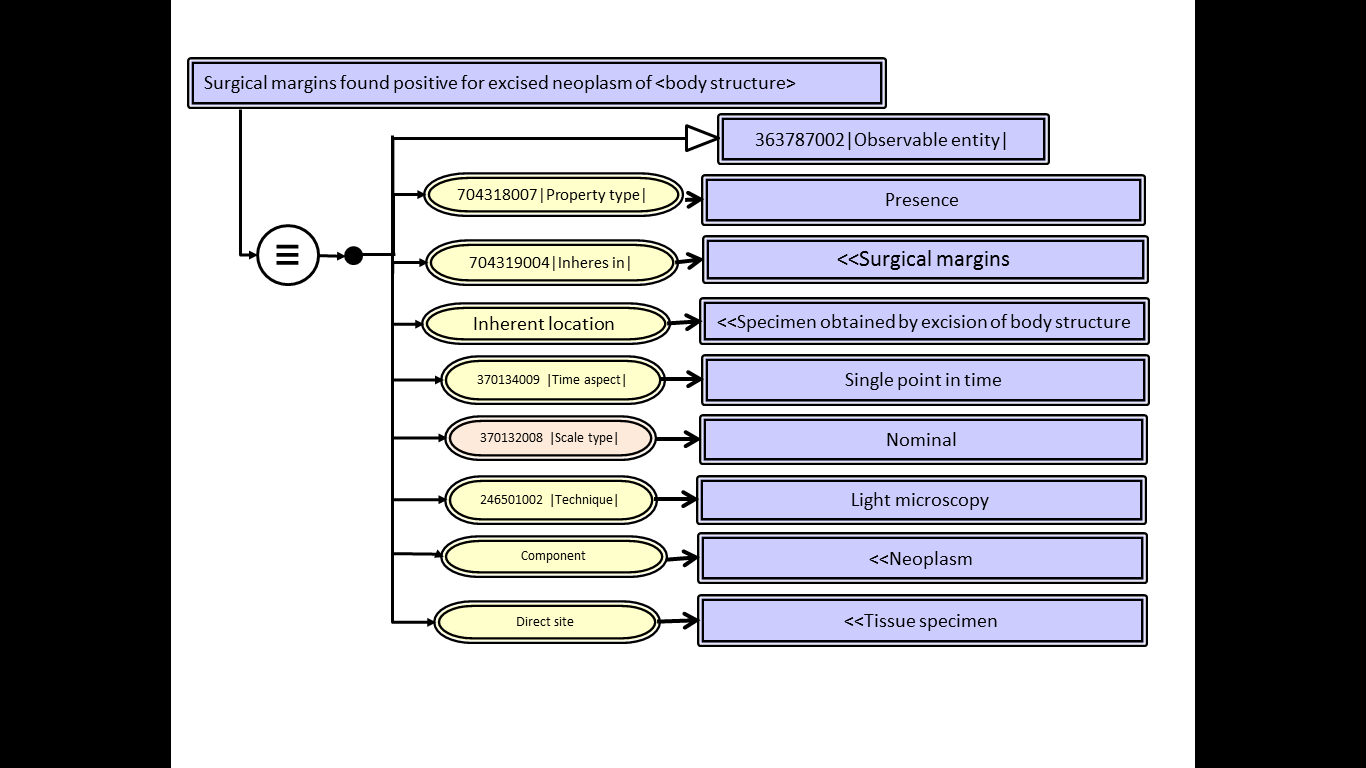 Surgical margins found positive for excised neoplasm of <body structure>
363787002|Observable entity|
704318007|Property type|
Presence
704319004|Inheres in|
<<Surgical margins
Inherent location
<<Specimen obtained by excision of body structure
370134009 |Time aspect|
Single point in time
≡
370132008 |Scale type|
Nominal
246501002 |Technique|
Light microscopy
Component
<<Neoplasm
Direct site
<<Tissue specimen